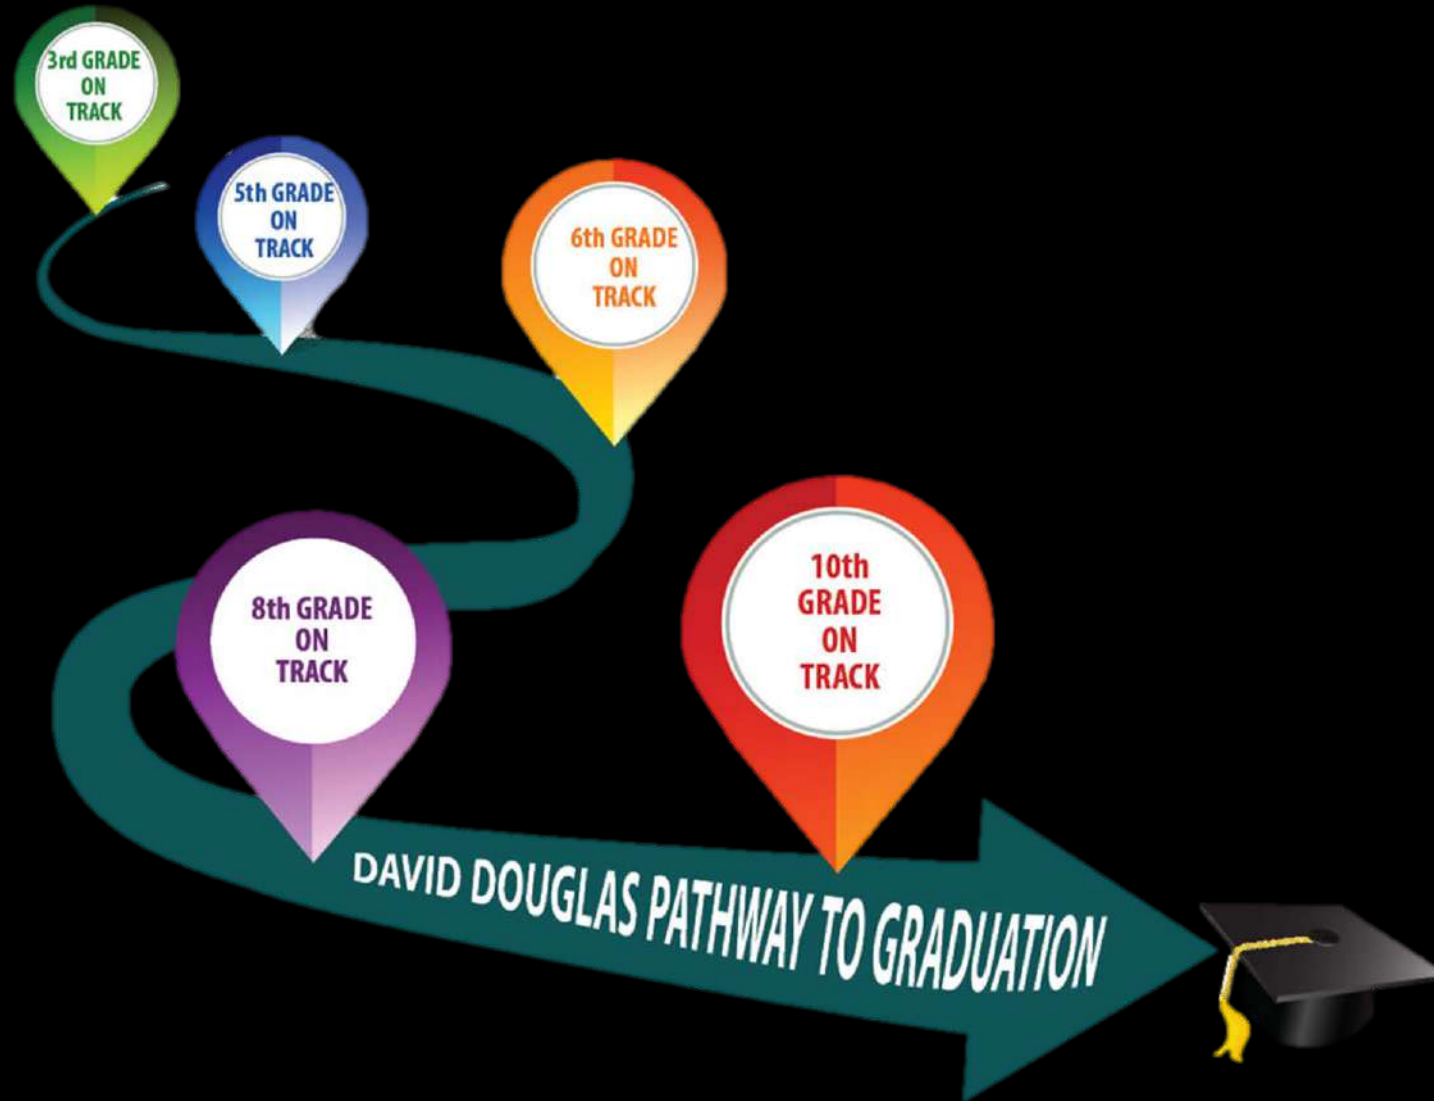 3rd GRADE
ON
TRACK
5th GRADE
ON
TRACK
6th GRADE
ON
TRACK
8th GRADE
ON
TRACK
10th
GRADE
ON
TRACK
DAVID DOUGLAS PATHWAY TO GRADUATION